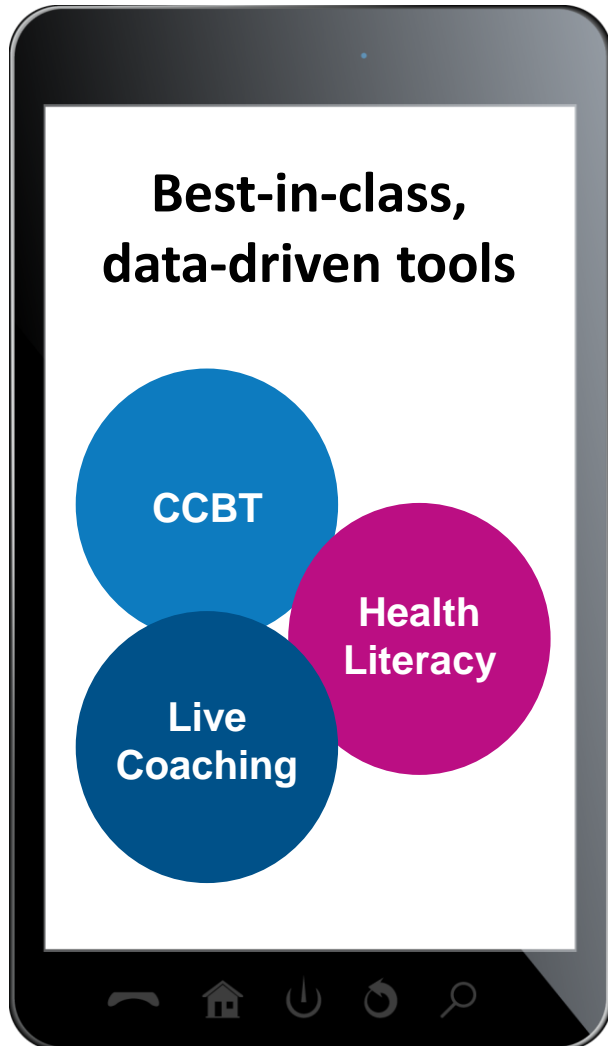 Best-in-class,
data-driven tools
CCBT
Health
Literacy
Live
Coaching